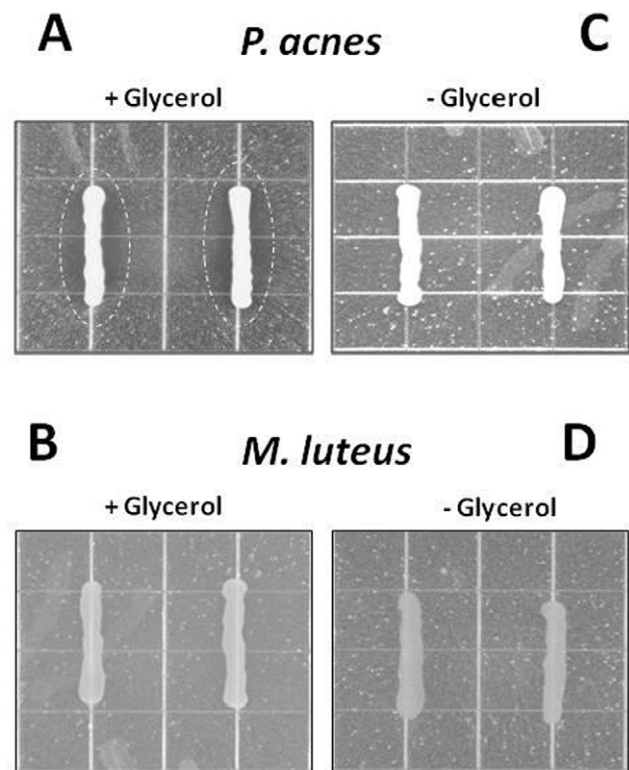 A P. acnes C
+ Glycerol - Glycerol
B M. luteus D
+ Glycerol - Glycerol